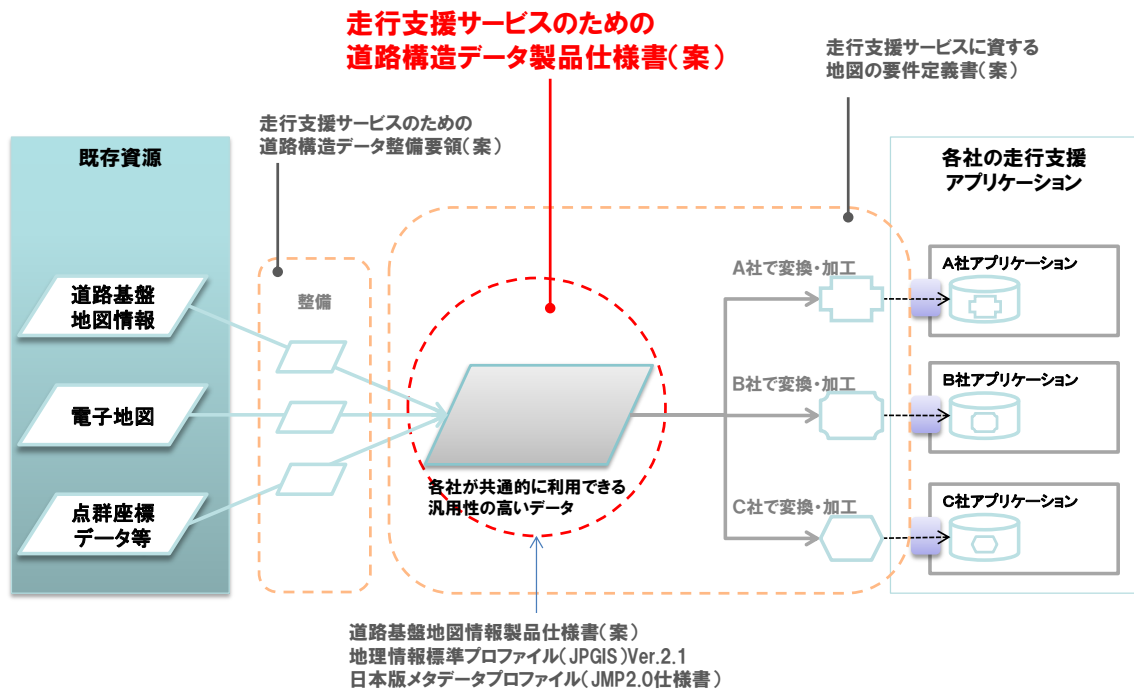 走行支援サービスのための
道路構造データ製品仕様書(案)
走行支援サービスに資する
地図の要件定義書(案)
走行支援サービスのための
道路構造データ整備要領(案)
既存資源
各社の走行支援
アプリケーション
道路基盤
地図情報
電子地図
点群座標
データ等
整備
各社が共通的に利用できる
汎用性の高いデータ
A社で変換・加工
B社で変換・加工
C社で変換・加工
A社アプリケーション
B社アプリケーション
C社アプリケーション
道路基盤地図情報製品仕様書(案)
地理情報標準プロファイル(JPGIS)Ver.2.1
日本版メタデータプロファイル(JMP2.0仕様書)